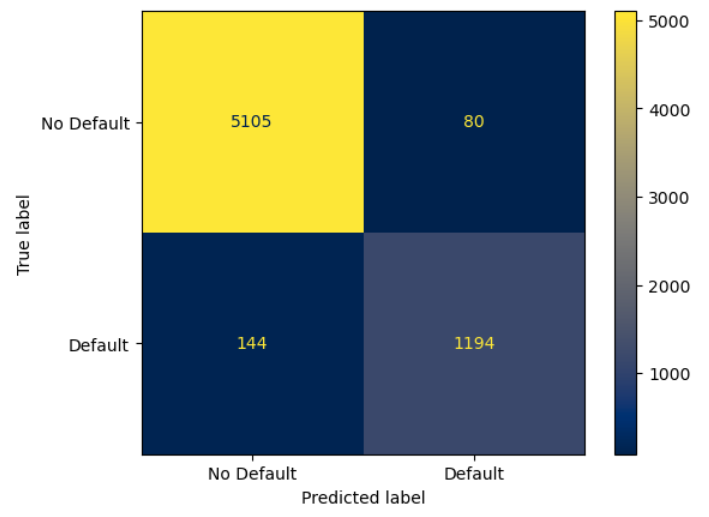 5000
No Default 5105 80
4000
True label
3000
2000
Default 144 1194
1000
No Default Default
Predicted label